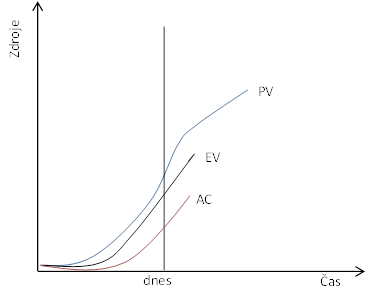 Zdroje
PV
EV
AC
dnes
Čas